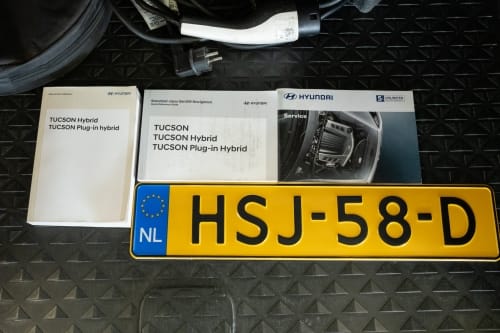 HYUNDAI
TUCSON Hybrid
TUCSON Plug-in hybrid
HYUNDAI
TUCSON
TUCSON Hybrid
TUCSON Plug-in Hybrid
HYUNDAI
Service
NL
HSJ-58-D